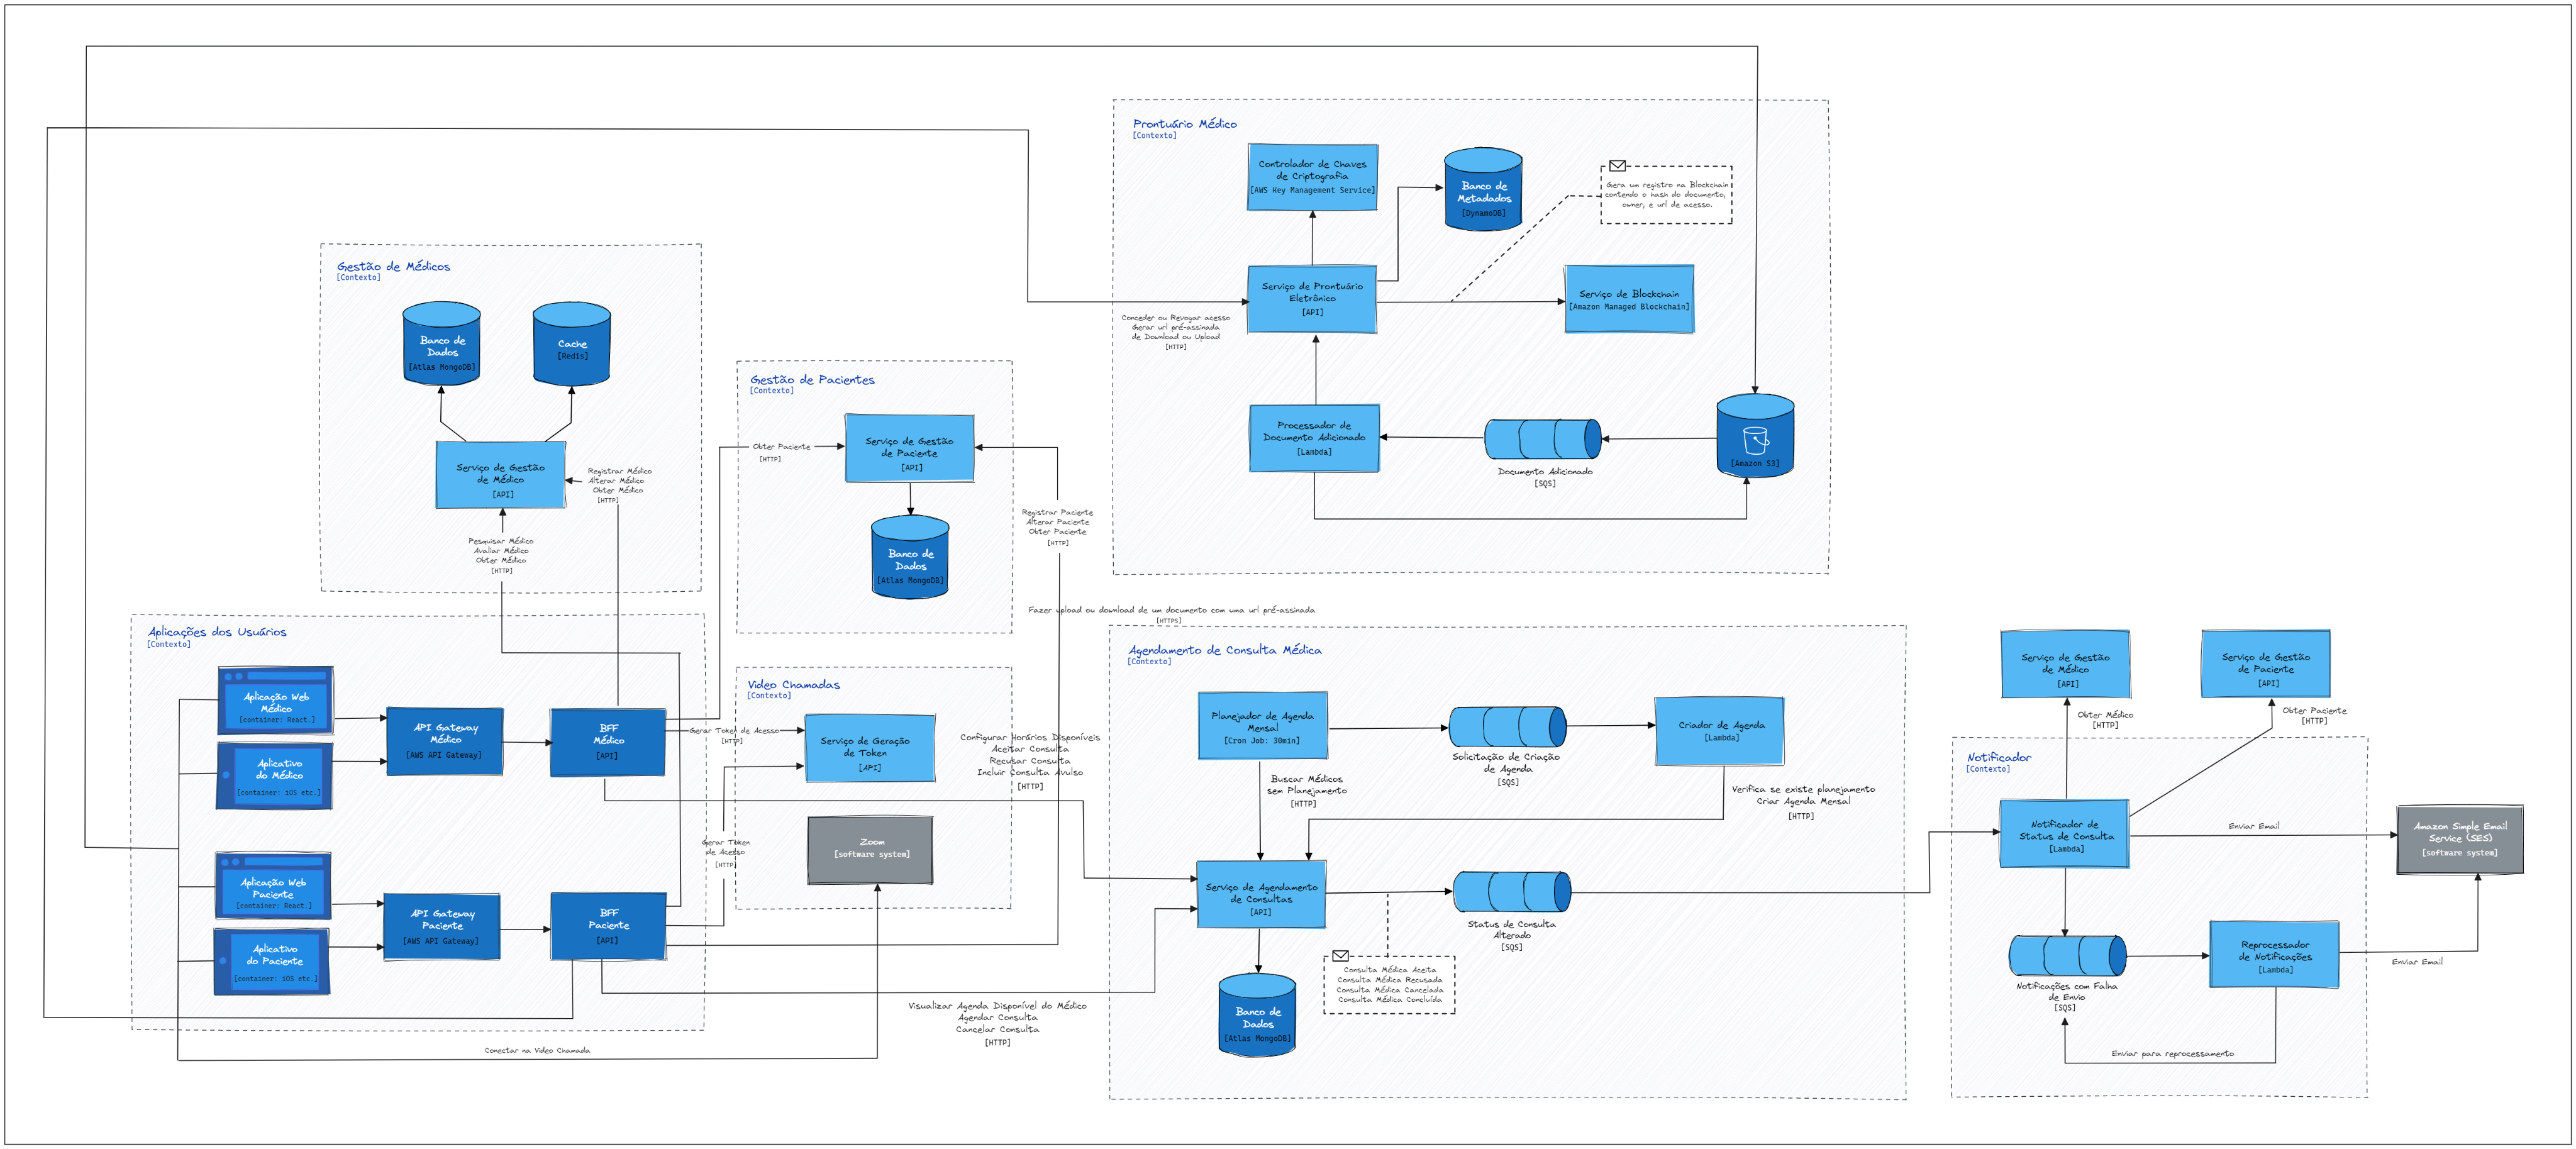 Prontuário Médico
[Contexto]
Controlador de Chaves
de Criptografia
[AWS Key Management Service]
Banco de
Metadados
[DynamoDB]
Gera um registro na Blockchain
contendo o hash do documento,
owner, e url de acesso.
Serviço de Prontuário
Eletrônico
[API]
Serviço de Blockchain
[Amazon Managed Blockchain]
Conceder ou Revogar acesso
Gerar url pré-assinada
de Download ou Upload
[HTTP]
Processador de
Documento Adicionado
[Lambda]
Documento Adicionado
[SQS]
[Amazon S3]
Gestão de Médicos
[Contexto]
Banco de
Dados
[Atlas MongoDB]
Cache
[Redis]
Serviço de Gestão
de Médico
[API]
Registrar Médico
Alterar Médico
Obter Médico
[HTTP]
Pesquisar Médico
Avaliar Médico
Obter Médico
[HTTP]
Gestão de Pacientes
[Contexto]
Obter Paciente
[HTTP]
Serviço de Gestão
de Paciente
[API]
Banco de
Dados
[Atlas MongoDB]
Registrar Paciente
Alterar Paciente
Obter Paciente
[HTTP]
Fazer upload ou download de um documento com uma url pré-assinada
[HTTPS]
Aplicações dos Usuários
[Contexto]
Aplicação Web
Médico
[container: React.]
Aplicativo
do Médico
[container: iOS etc.]
API Gateway
Médico
[AWS API Gateway]
BFF
Médico
[API]
Aplicação Web
Paciente
[container: React.]
Aplicativo
do Paciente
[container: iOS etc.]
API Gateway
Paciente
[AWS API Gateway]
BFF
Paciente
[API]
Conectar na Video Chamada
Video Chamadas
[Contexto]
Gerar Token de Acesso
[HTTP]
Serviço de Geração
de Token
[API]
Gerar Token
de Acesso
[HTTP]
Zoom
[software system]
Configurar Horários Disponíveis
Aceitar Consulta
Recusar Consulta
Incluir Consulta Avulso
[HTTP]
Visualizar Agenda Disponível do Médico
Agendar Consulta
Cancelar Consulta
[HTTP]
Agendamento de Consulta Médica
[Contexto]
Planejador de Agenda
Mensal
[Cron Job: 30min]
Solicitação de Criação
de Agenda
[SQS]
Criador de Agenda
[Lambda]
Buscar Médicos
sem Planejamento
[HTTP]
Verifica se existe planejamento
Criar Agenda Mensal
[HTTP]
Serviço de Agendamento
de Consultas
[API]
Status de Consulta
Alterado
[SQS]
Consulta Médica Aceita
Consulta Médica Recusada
Consulta Médica Cancelada
Consulta Médica Concluída
Banco de
Dados
[Atlas MongoDB]
Serviço de Gestão
de Médico
[API]
Serviço de Gestão
de Paciente
[API]
Obter Médico
[HTTP]
Obter Paciente
[HTTP]
Notificador
[Contexto]
Notificador de
Status de Consulta
[Lambda]
Enviar Email
Amazon Simple Email
Service (SES)
[software system]
Notificações com Falha
de Envio
[SQS]
Reprocessador
de Notificações
[Lambda]
Enviar Email
Enviar para reprocessamento